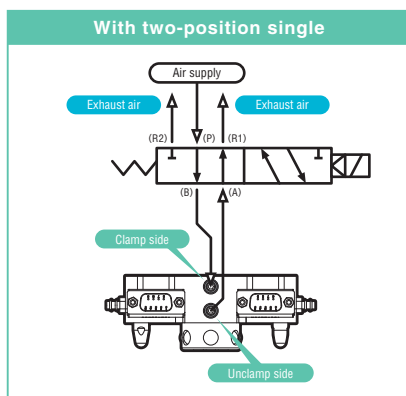 With two-position single
Air supply
Exhaust air
Exhaust air
(R2)
(P)
(R1)
(B)
(A)
Clamp side
Unclamp side